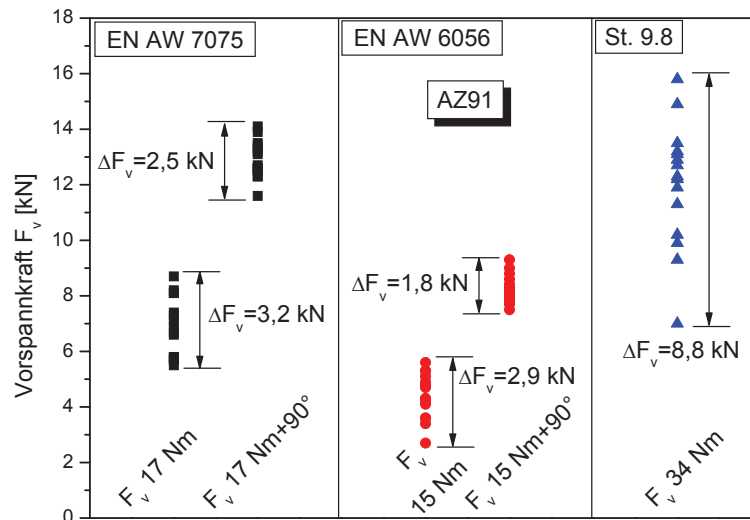 Vorspannkraft Fv [kN]
18
16
14
12
10
8
6
4
2
0
EN AW 7075
ΔFv=2,5 kN
ΔFv=3,2 kN
Fv 17 Nm
Fv 17 Nm+90°
EN AW 6056
AZ91
ΔFv=1,8 kN
ΔFv=2,9 kN
Fv
15 Nm
Fv 15 Nm+90°
St. 9.8
ΔFv=8,8 kN
Fv 34 Nm